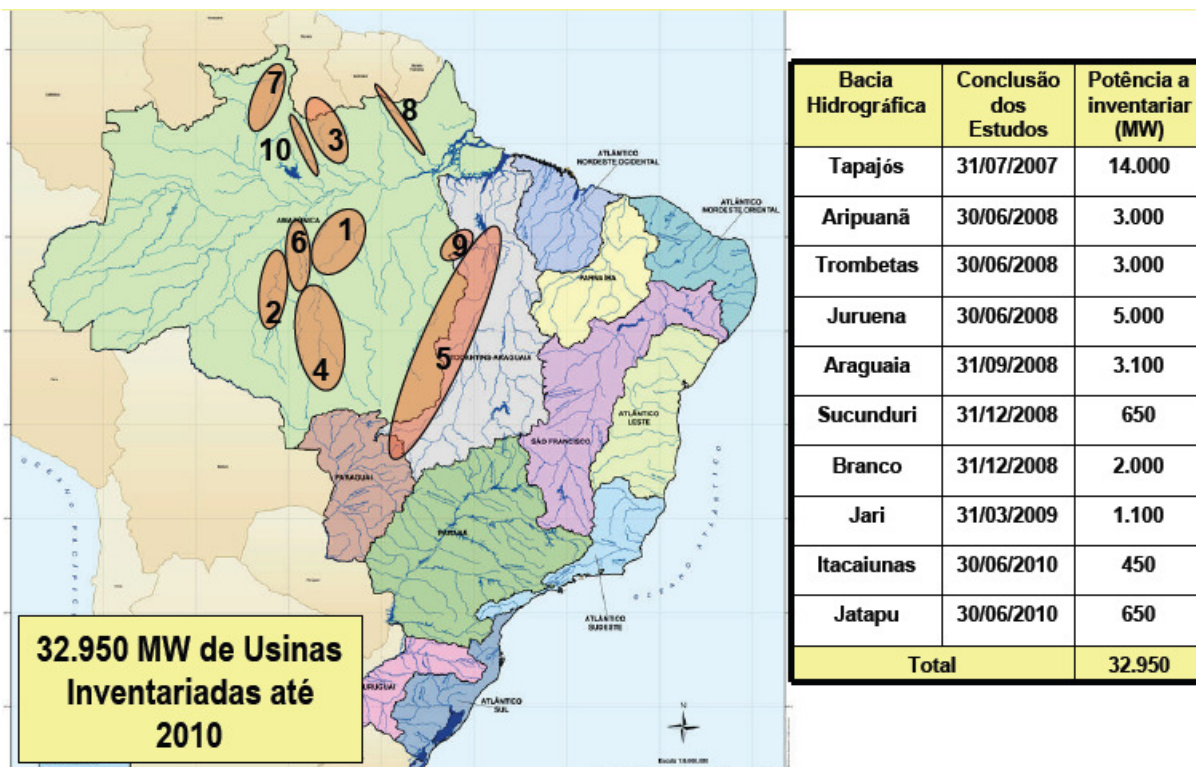 7
8
3
10
ATLÂNTICO
NORDESTE OCIDENTAL
ATLÂNTICO
NORDESTE ORIENTAL
1
6
9
PARNAÍBA
2
4
5
TOCANTINS-ARAGUAIA
ATLÂNTICO
LESTE
SÃO FRANCISCO
PARAGUAI
PARANÁ
OCEANO PACÍFICO
OCEANO ATLÂNTICO
ATLÂNTICO
SUDESTE
URUGUAI
ATLÂNTICO
SUL
N
32.950 MW de Usinas
Inventariadas até
2010
Bacia Hidrográfica Conclusão dos Estudos Potência a inventariar (MW)
Tapajós 31/07/2007 14.000
Aripuanã 30/06/2008 3.000
Trombetas 30/06/2008 3.000
Juruena 30/06/2008 5.000
Araguaia 31/09/2008 3.100
Sucunduri 31/12/2008 650
Branco 31/12/2008 2.000
Jari 31/03/2009 1.100
Itacaiunas 30/06/2010 450
Jatapu 30/06/2010 650
Total 32.950